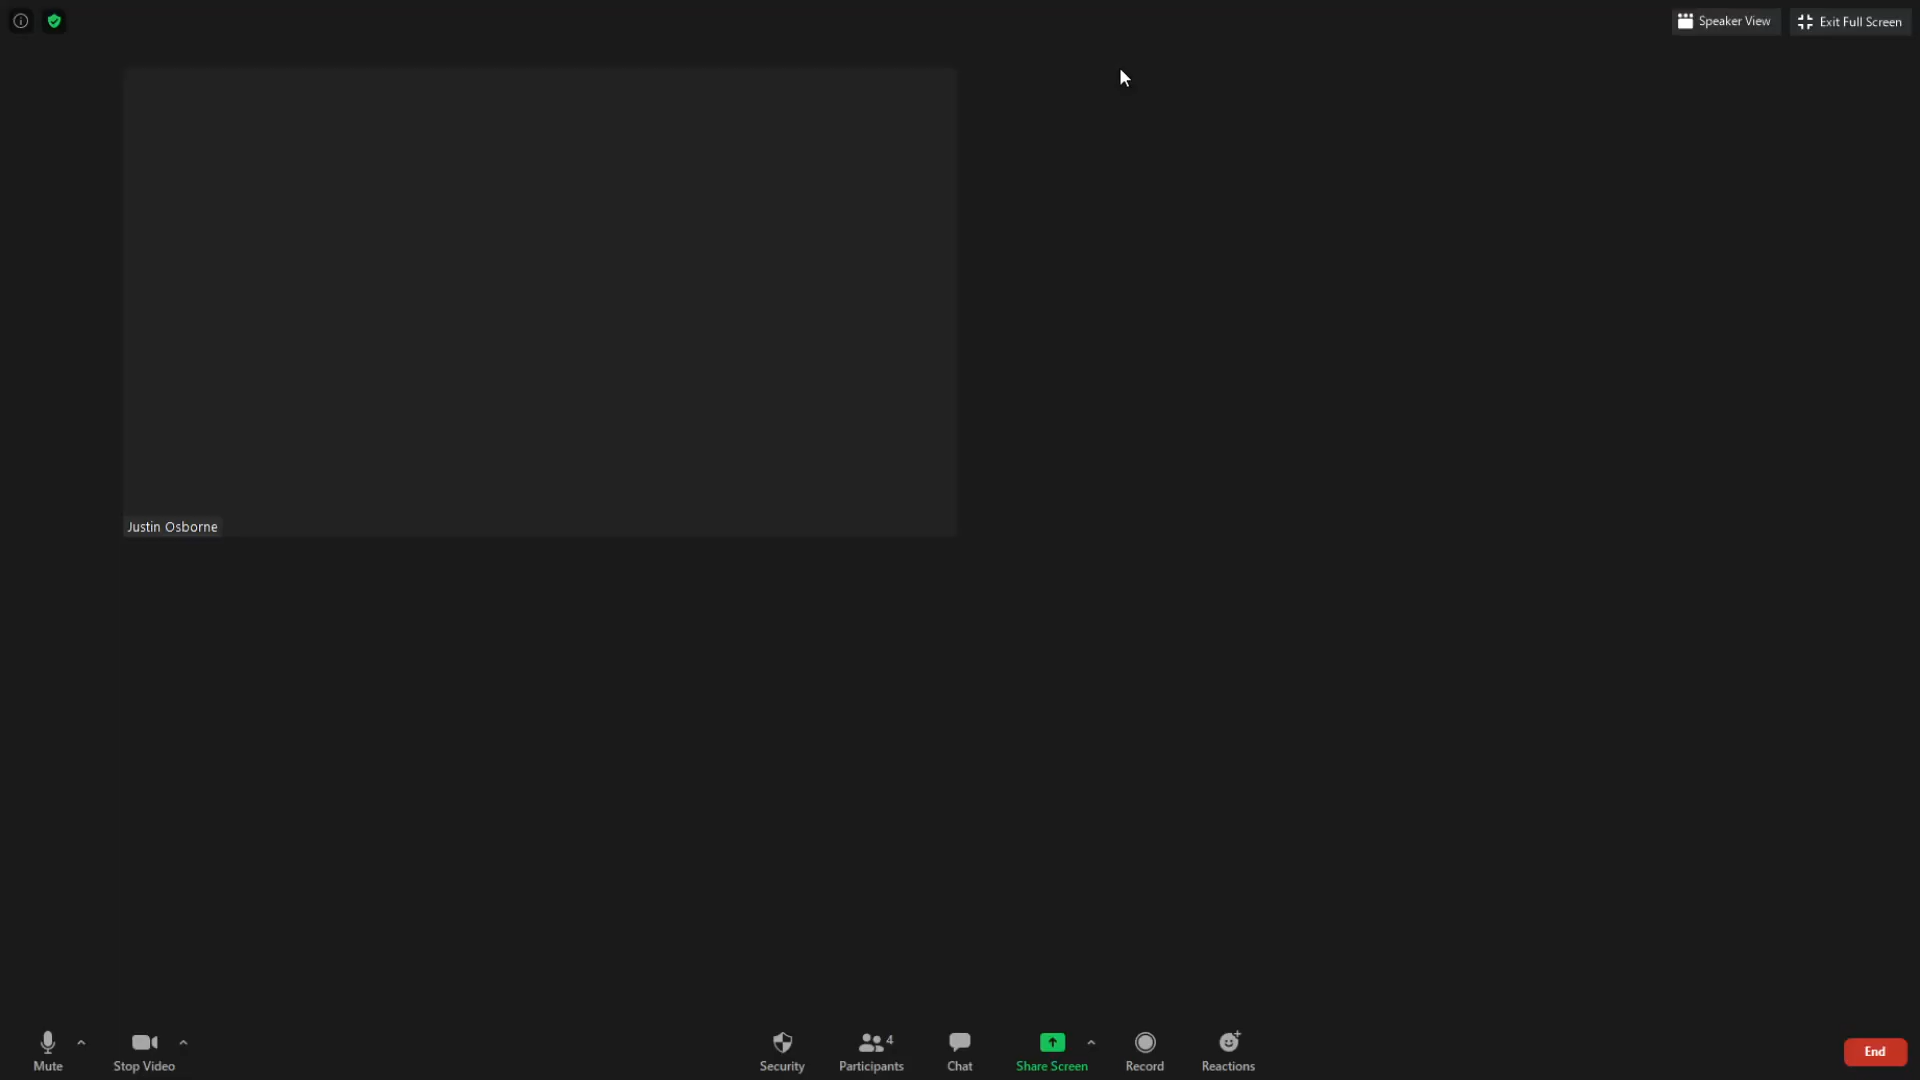 Speaker View
Exit Full Screen
Justin Osborne
Mute
Stop Video
Security
Participants
4
Chat
Share Screen
Record
Reactions
End